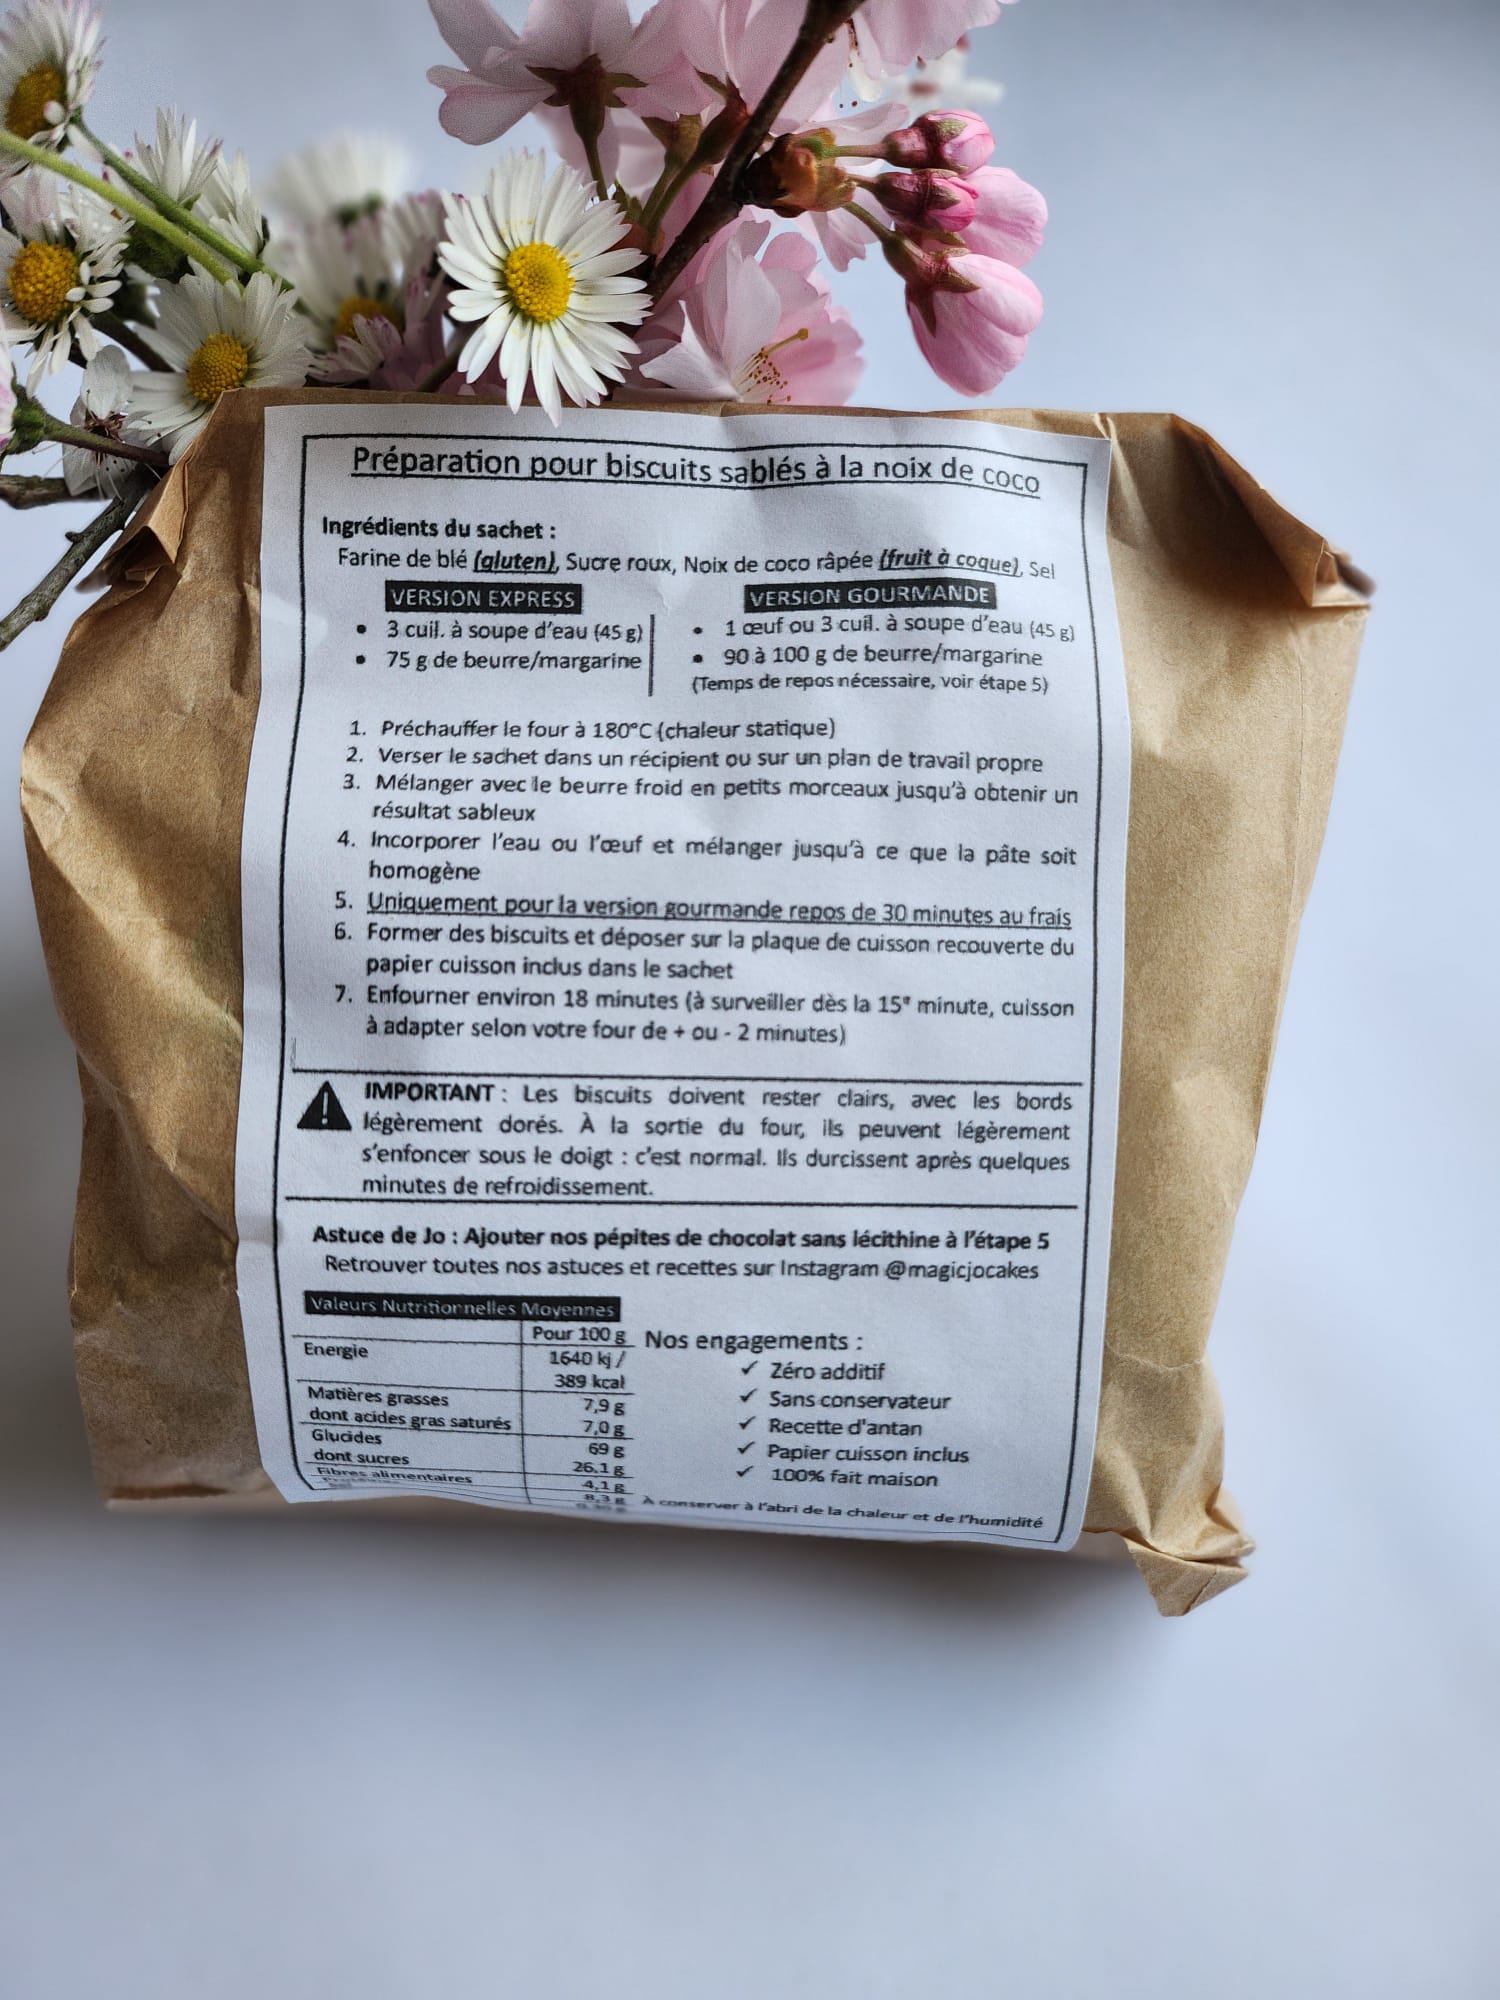 Préparation pour biscuits sablés à la noix de coco
Ingrédients du sachet :
Farine de blé (gluten), Sucre roux, Noix de coco râpée (fruit à coque), Sel
VERSION EXPRESS
• 3 cuil. à soupe d'eau (45 g)
• 75 g de beurre/margarine
VERSION GOURMANDE
• 1 œuf ou 3 cuil. à soupe d'eau (45 g)
• 90 à 100 g de beurre/margarine
(Temps de repos nécessaire, voir étape 5)
1. Préchauffer le four à 180°C (chaleur statique)
2. Verser le sachet dans un récipient ou sur un plan de travail propre
3. Mélanger avec le beurre froid en petits morceaux jusqu'à obtenir un
résultat sableux
4. Incorporer l'eau ou l'œuf et mélanger jusqu'à ce que la pâte soit
homogène
5. Uniquement pour la version gourmande repos de 30 minutes au frais
6. Former des biscuits et déposer sur la plaque de cuisson recouverte du
papier cuisson inclus dans le sachet
7. Enfourner environ 18 minutes (à surveiller dès la 15e minute, cuisson
à adapter selon votre four de + ou - 2 minutes)
IMPORTANT : Les biscuits doivent rester clairs, avec les bords
légèrement dorés. À la sortie du four, ils peuvent légèrement
s'enfoncer sous le doigt : c'est normal. Ils durcissent après quelques
minutes de refroidissement.
Astuce de Jo : Ajouter nos pépites de chocolat sans lécithine à l'étape 5
Retrouver toutes nos astuces et recettes sur Instagram @magicjocakes
Valeurs Nutritionnelles Moyennes
Pour 100 g
Energie 1640 kj /
389 kcal
Matières grasses 7,9 g
dont acides gras saturés 7,0 g
Glucides 69 g
dont sucres 26,1 g
Fibres alimentaires 4,1 g
8,3 g
Nos engagements :
✓ Zéro additif
✓ Sans conservateur
✓ Recette d'antan
✓ Papier cuisson inclus
✓ 100% fait maison
À conserver à l'abri de la chaleur et de l'humidité